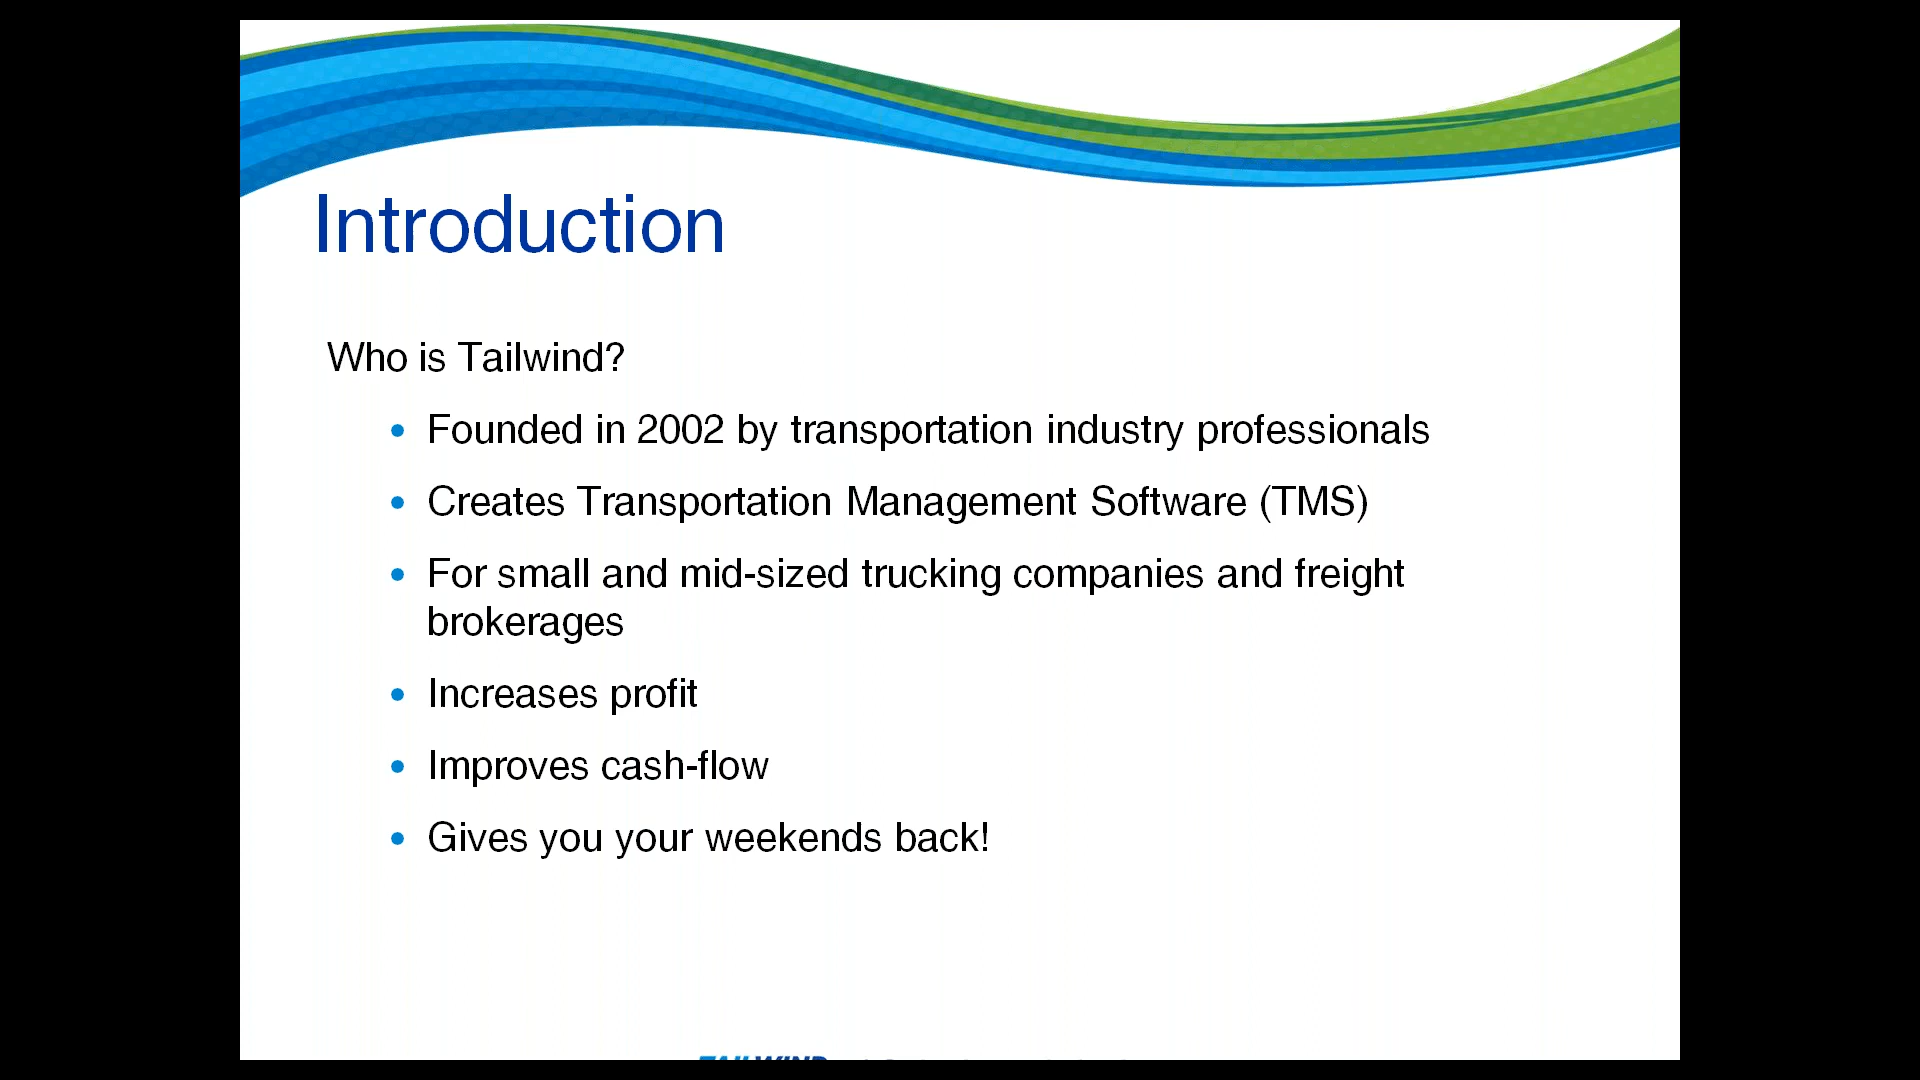 Introduction
Who is Tailwind?
• Founded in 2002 by transportation industry professionals
• Creates Transportation Management Software (TMS)
• For small and mid-sized trucking companies and freight
brokerages
• Increases profit
• Improves cash-flow
• Gives you your weekends back!
TAILWIND